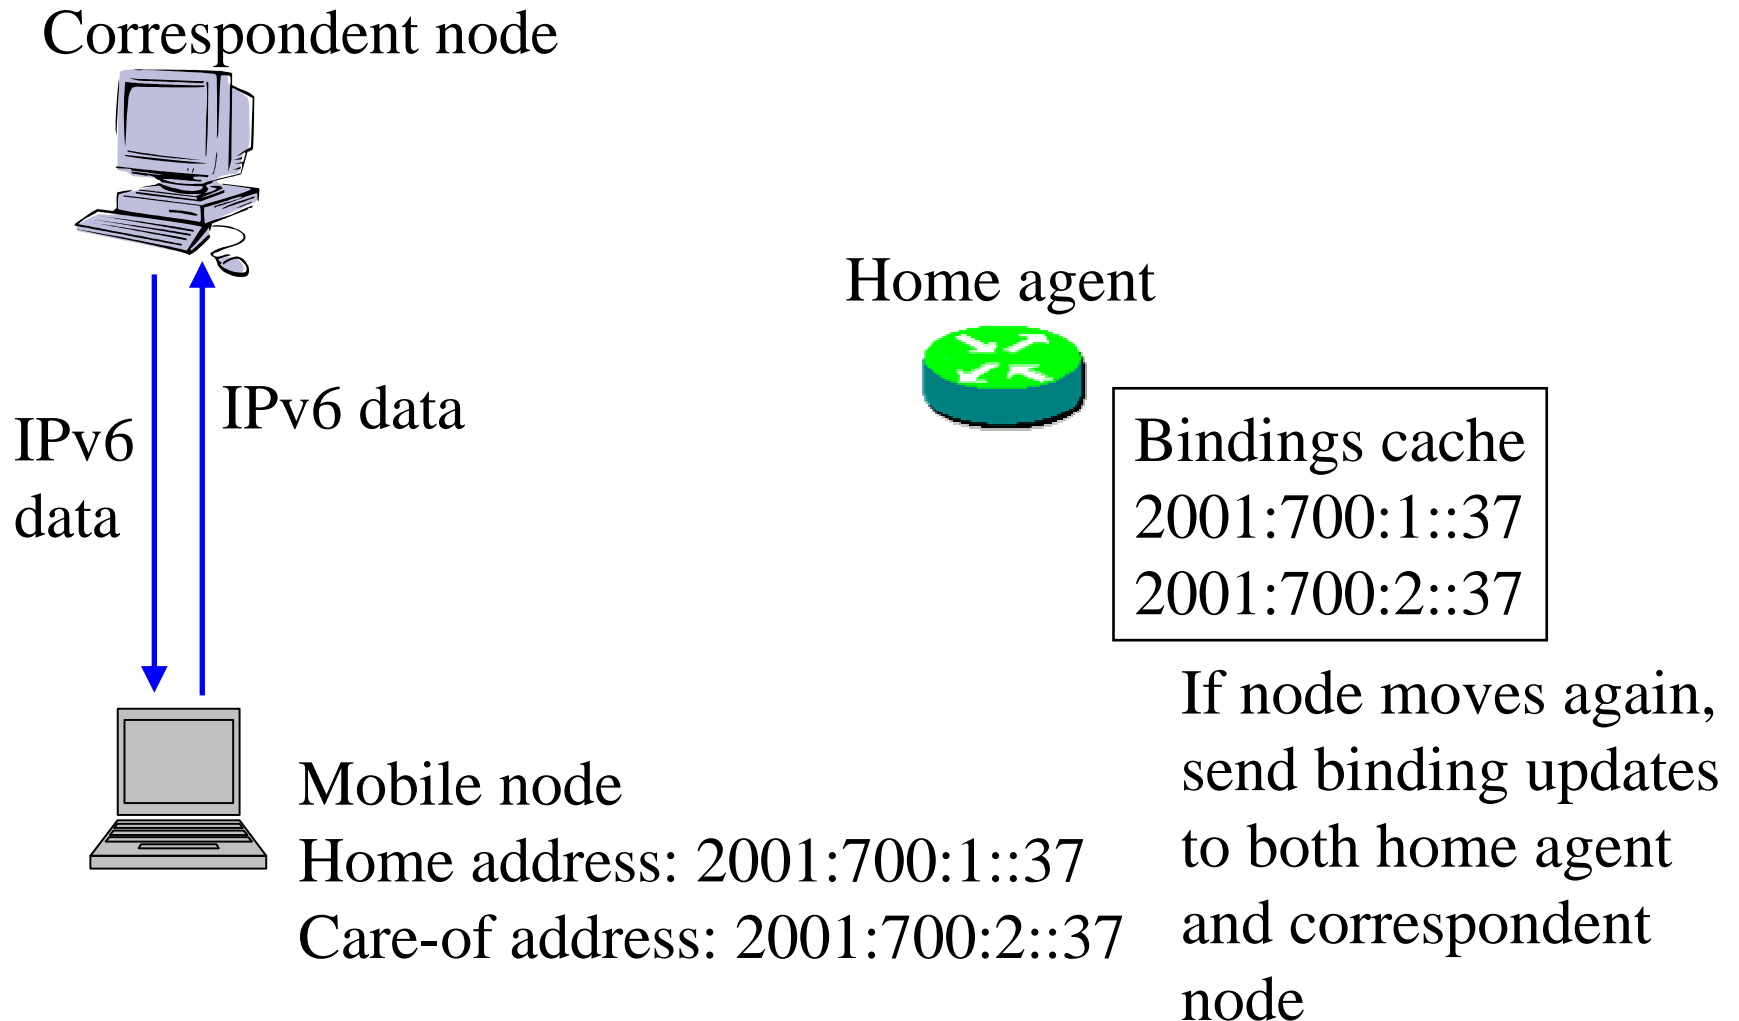 Correspondent node
Home agent
IPv6 data
IPv6
data
Bindings cache
2001:700:1::37
2001:700:2::37
If node moves again,
send binding updates
to both home agent
and correspondent
node
Mobile node
Home address: 2001:700:1::37
Care-of address: 2001:700:2::37